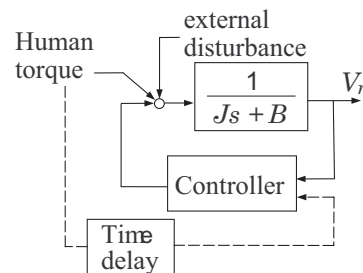 Human
torque
external
disturbance
1
Js + B
Controller
Time
delay